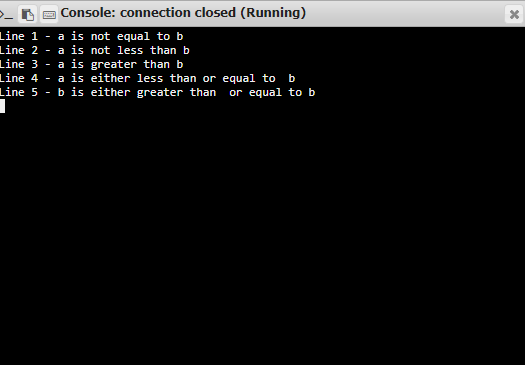 >_ Console: connection closed (Running)
Line 1 - a is not equal to b
Line 2 - a is not less than b
Line 3 - a is greater than b
Line 4 - a is either less than or equal to  b
Line 5 - b is either greater than  or equal to b